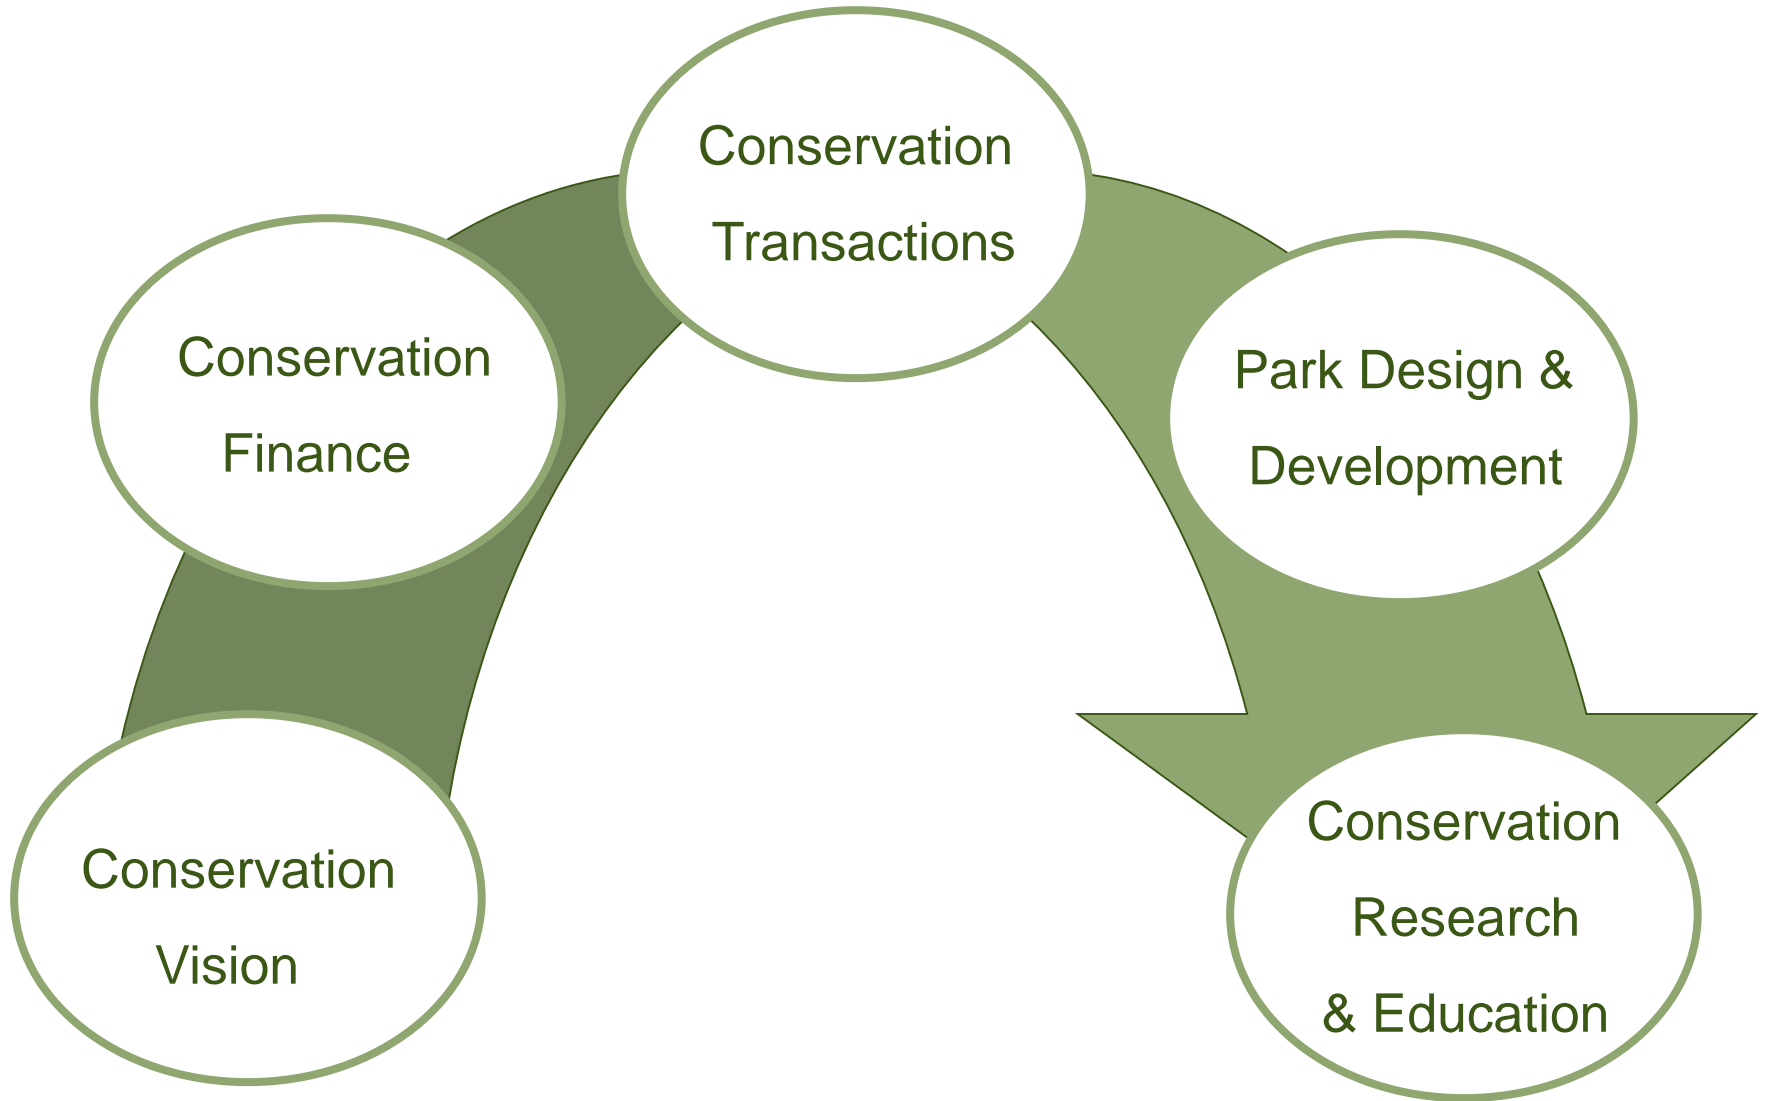 Conservation
Vision
Conservation
Finance
Conservation
Transactions
Park Design &
Development
Conservation
Research
& Education